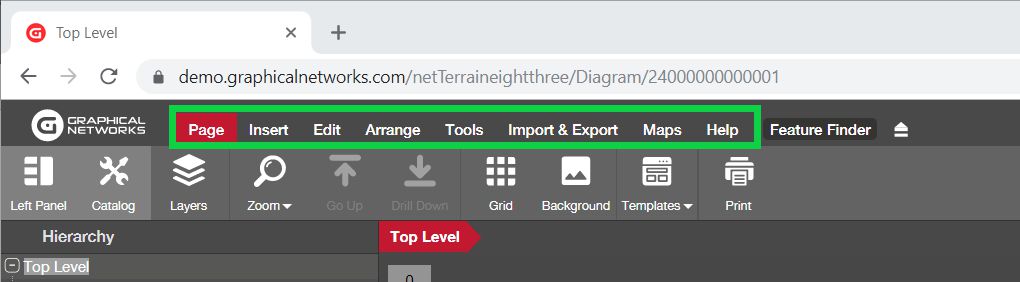 Top Level
demo.graphicalnetworks.com/netTerraineightthree/Diagram/24000000000001
GRAPHICAL
NETWORKS
Page Insert Edit Arrange Tools Import & Export Maps Help Feature Finder
Left Panel Catalog Layers Zoom Go Up Drill Down Grid Background Templates Print
Hierarchy
Top Level
Top Level